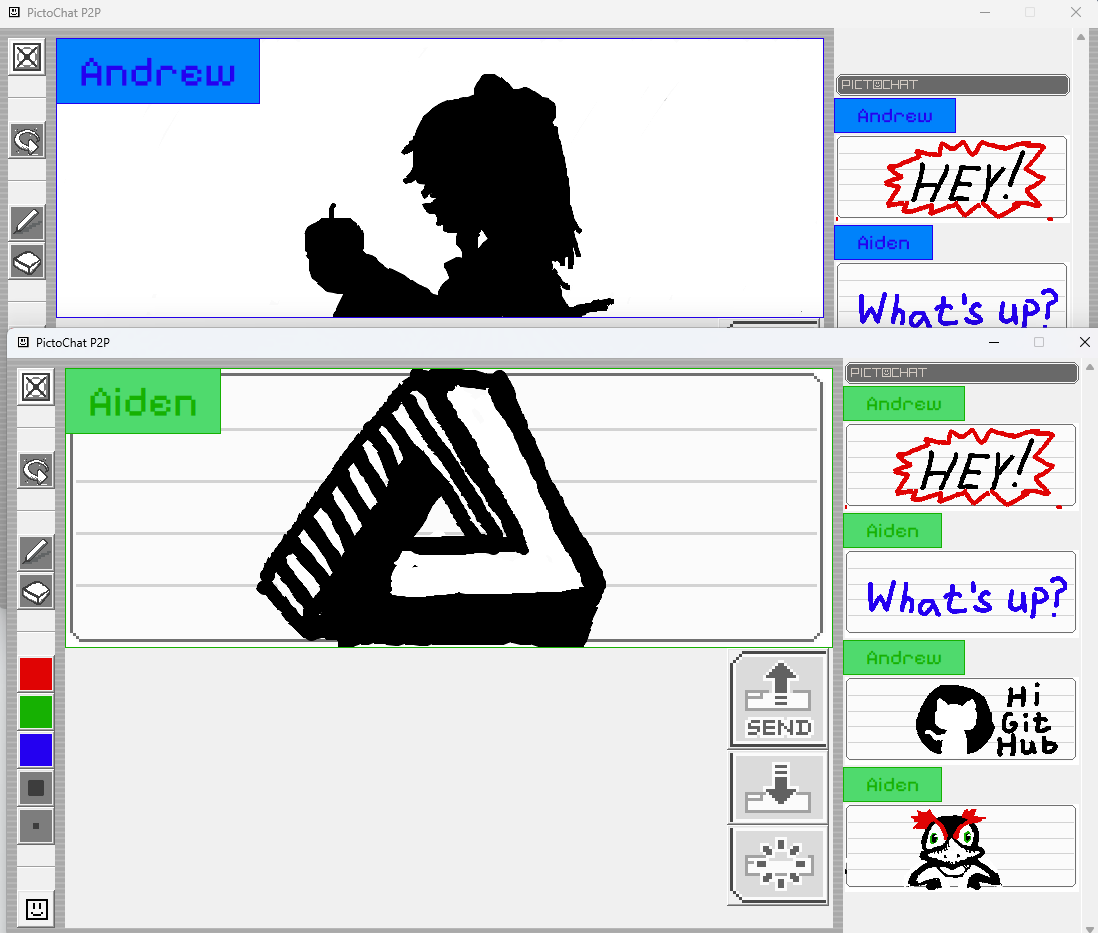 PictoChat P2P
Andrew
PICTOCHAT
Andrew
HEY!
Aiden
What's up?
PictoChat P2P
Aiden
SEND
PICTOCHAT
Andrew
HEY!
Aiden
What's up?
Andrew
Hi
Git
Hub
Aiden